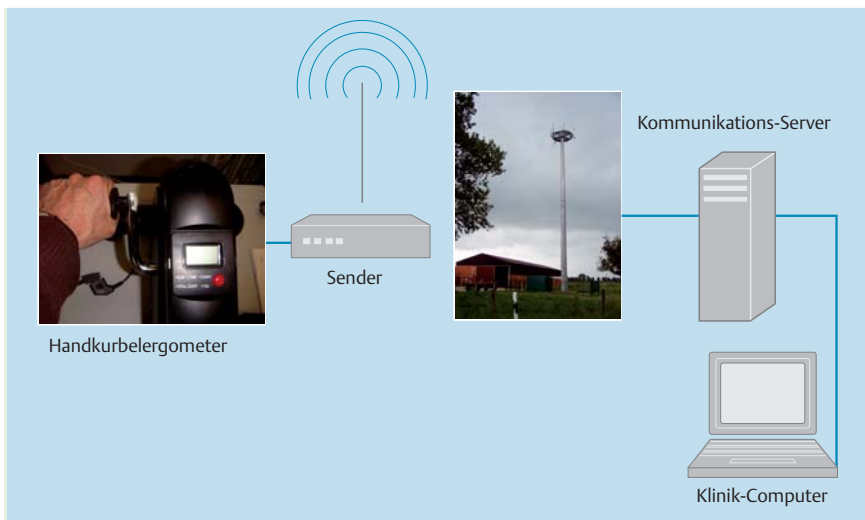 Kommunikations-Server
Sender
Handkurbelergometer
Klinik-Computer